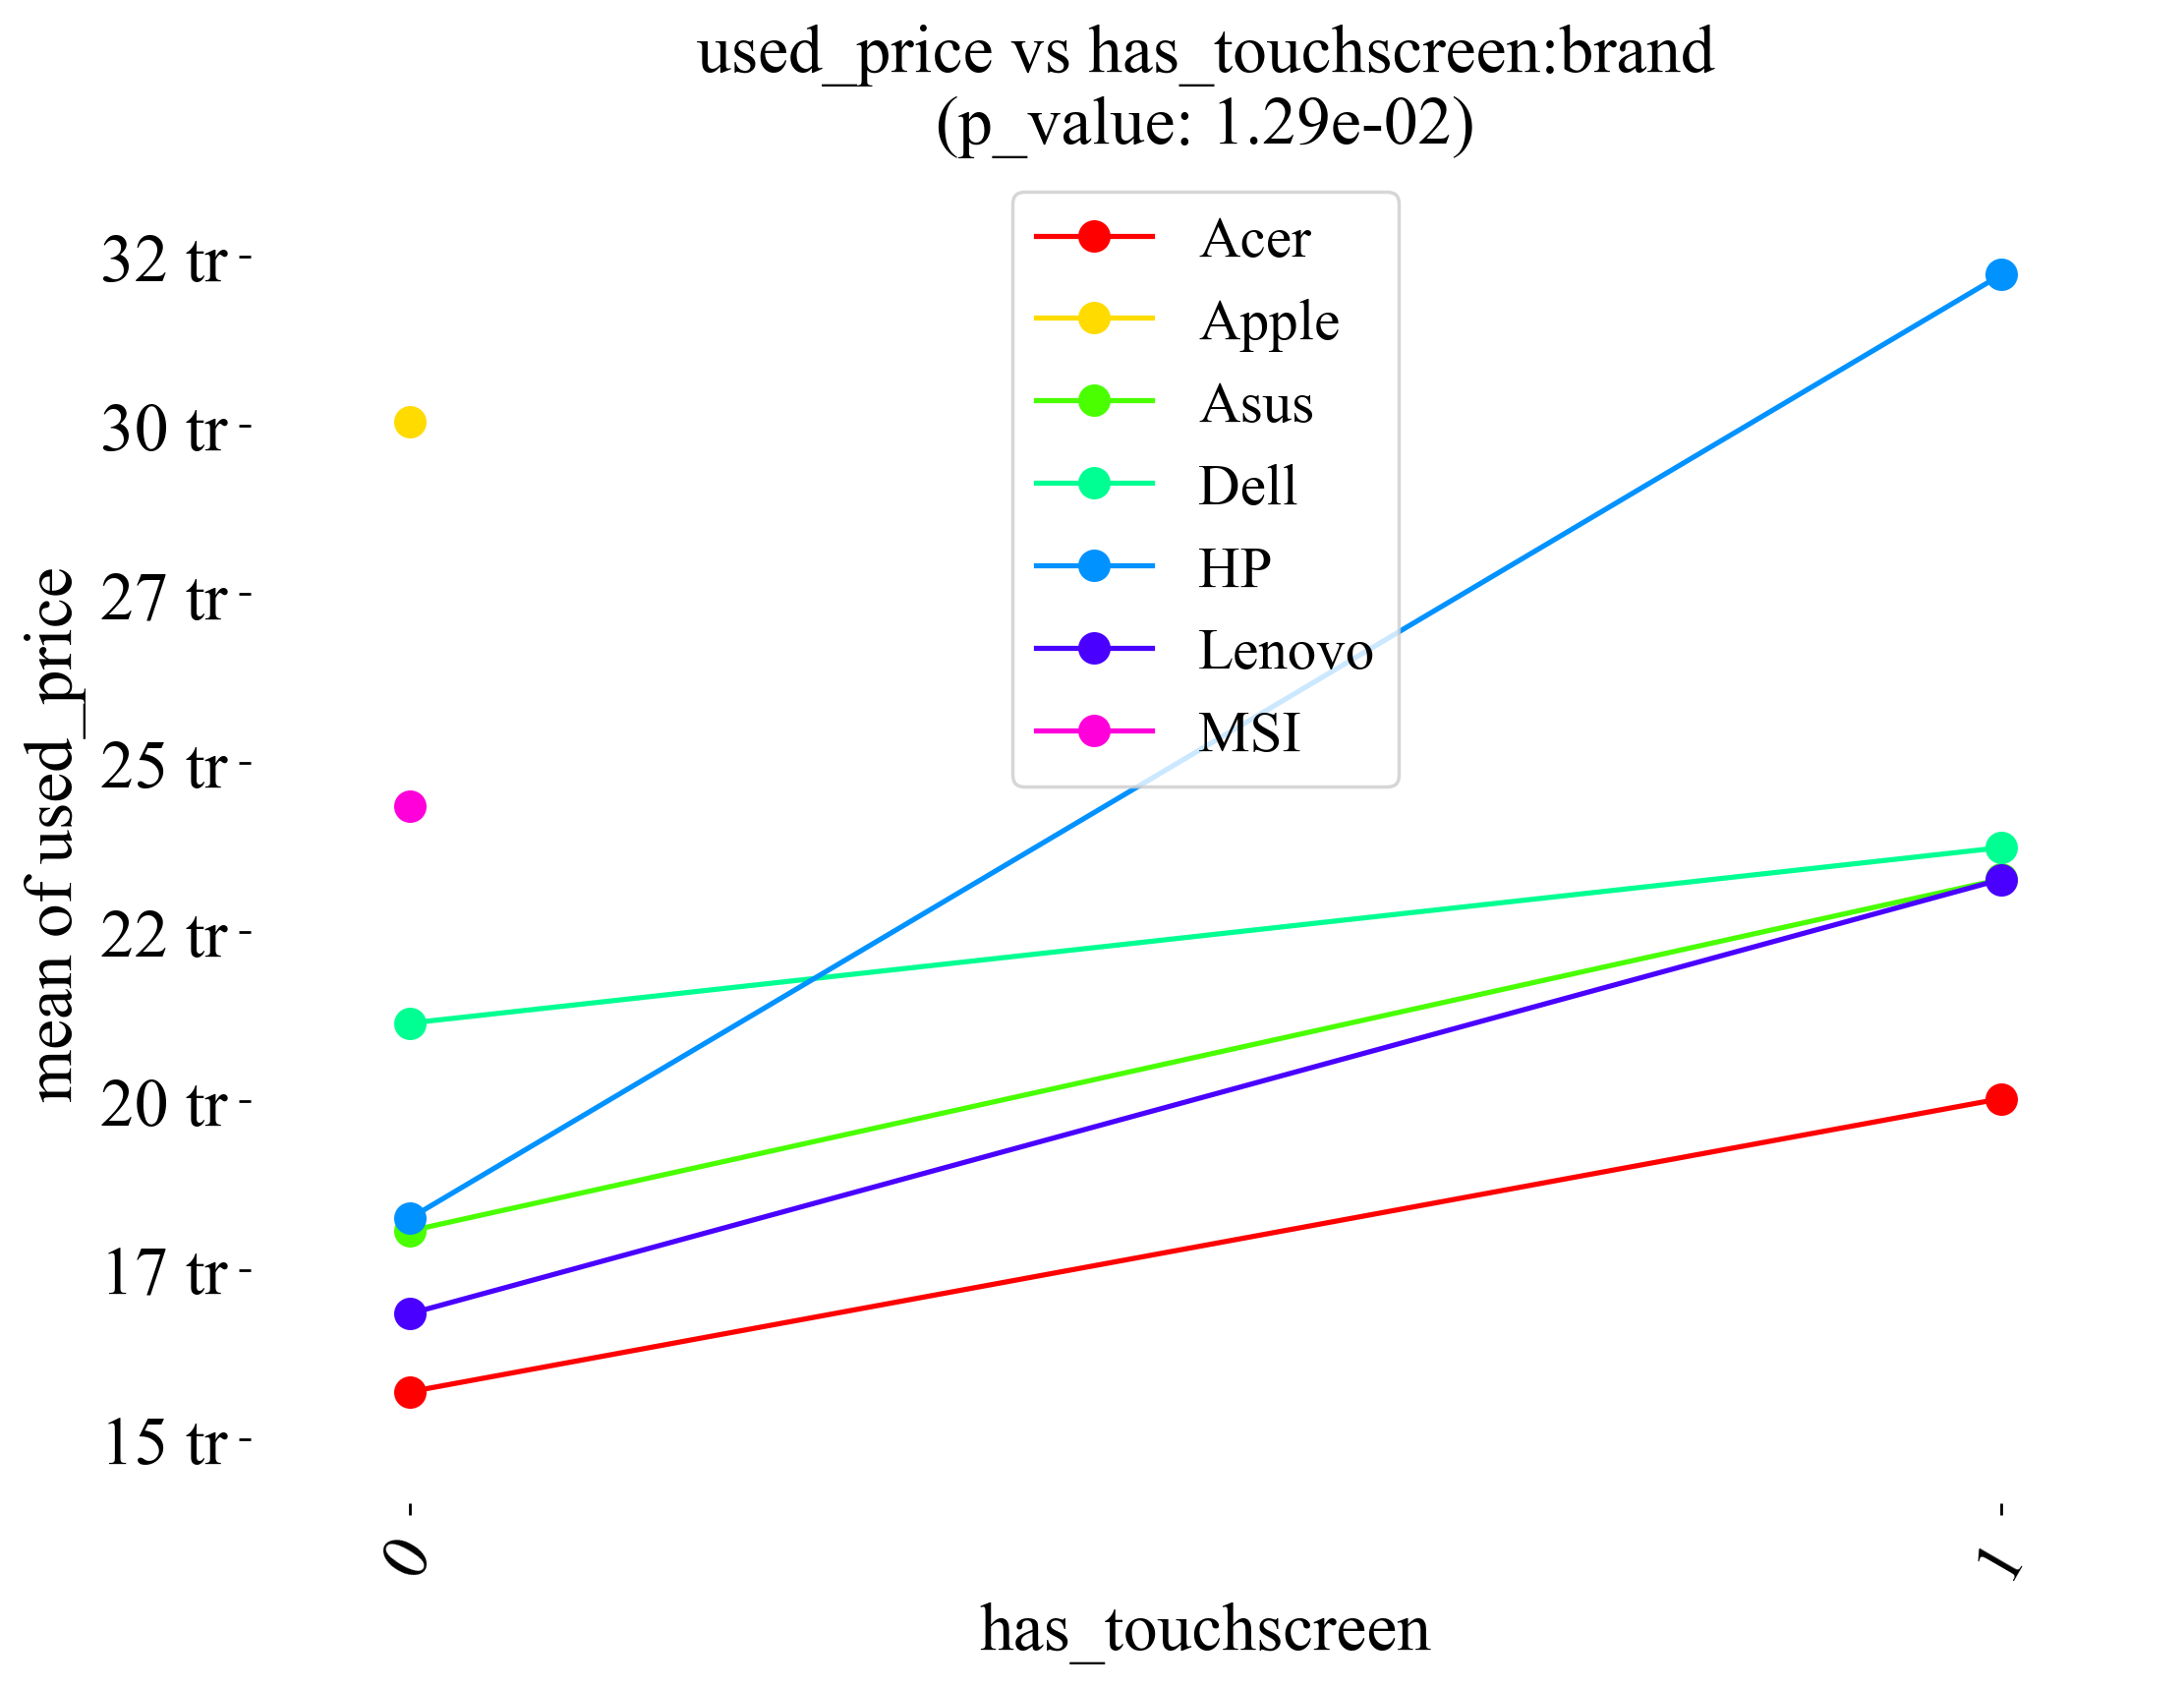 used_price vs has_touchscreen:brand
(p_value: 1.29e-02)
Acer
Apple
Asus
Dell
HP
Lenovo
MSI
32 tr
30 tr
27 tr
25 tr
22 tr
20 tr
17 tr
15 tr
mean of used_price
0
1
has_touchscreen